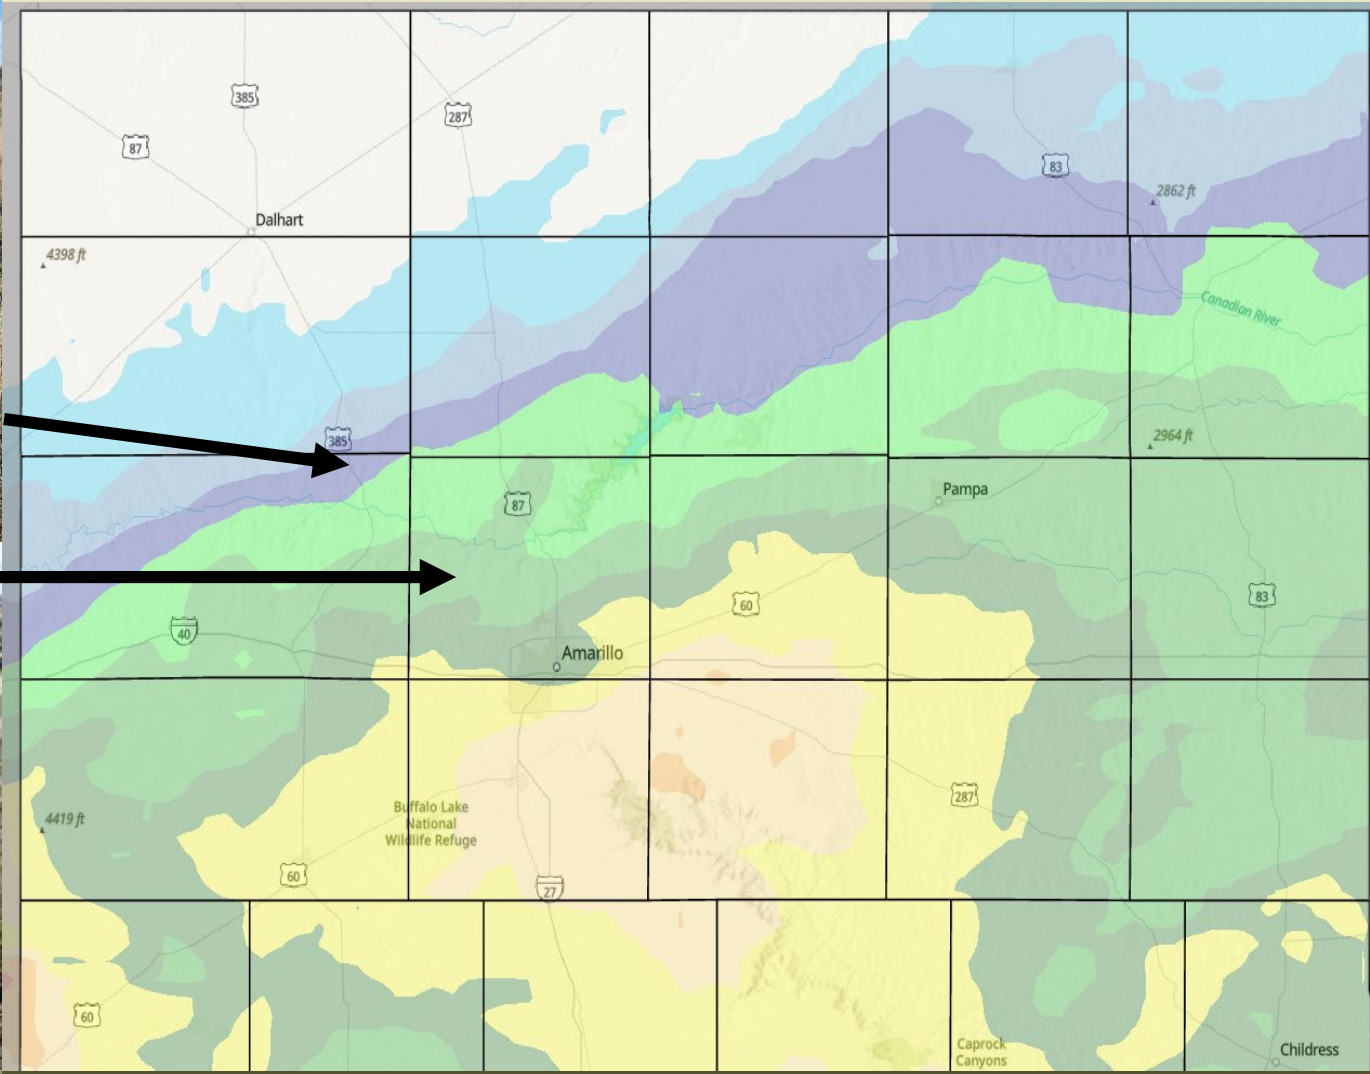 385
287
87
83
2862 ft
Dalhart
4398 ft
Canadian River
385
2964 ft
Pampa
87
83
60
40
Amarillo
287
Buffalo Lake
National
Wildlife Refuge
4419 ft
60
27
60
Caprock
Canyons
Childress